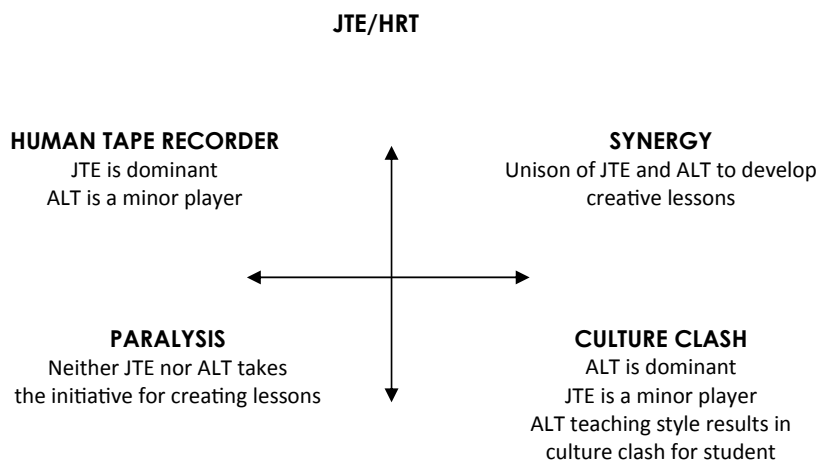 JTE/HRT
HUMAN TAPE RECORDER
JTE is dominant
ALT is a minor player
SYNERGY
Unison of JTE and ALT to develop
creative lessons
PARALYSIS
Neither JTE nor ALT takes
the initiative for creating lessons
CULTURE CLASH
ALT is dominant
JTE is a minor player
ALT teaching style results in
culture clash for student